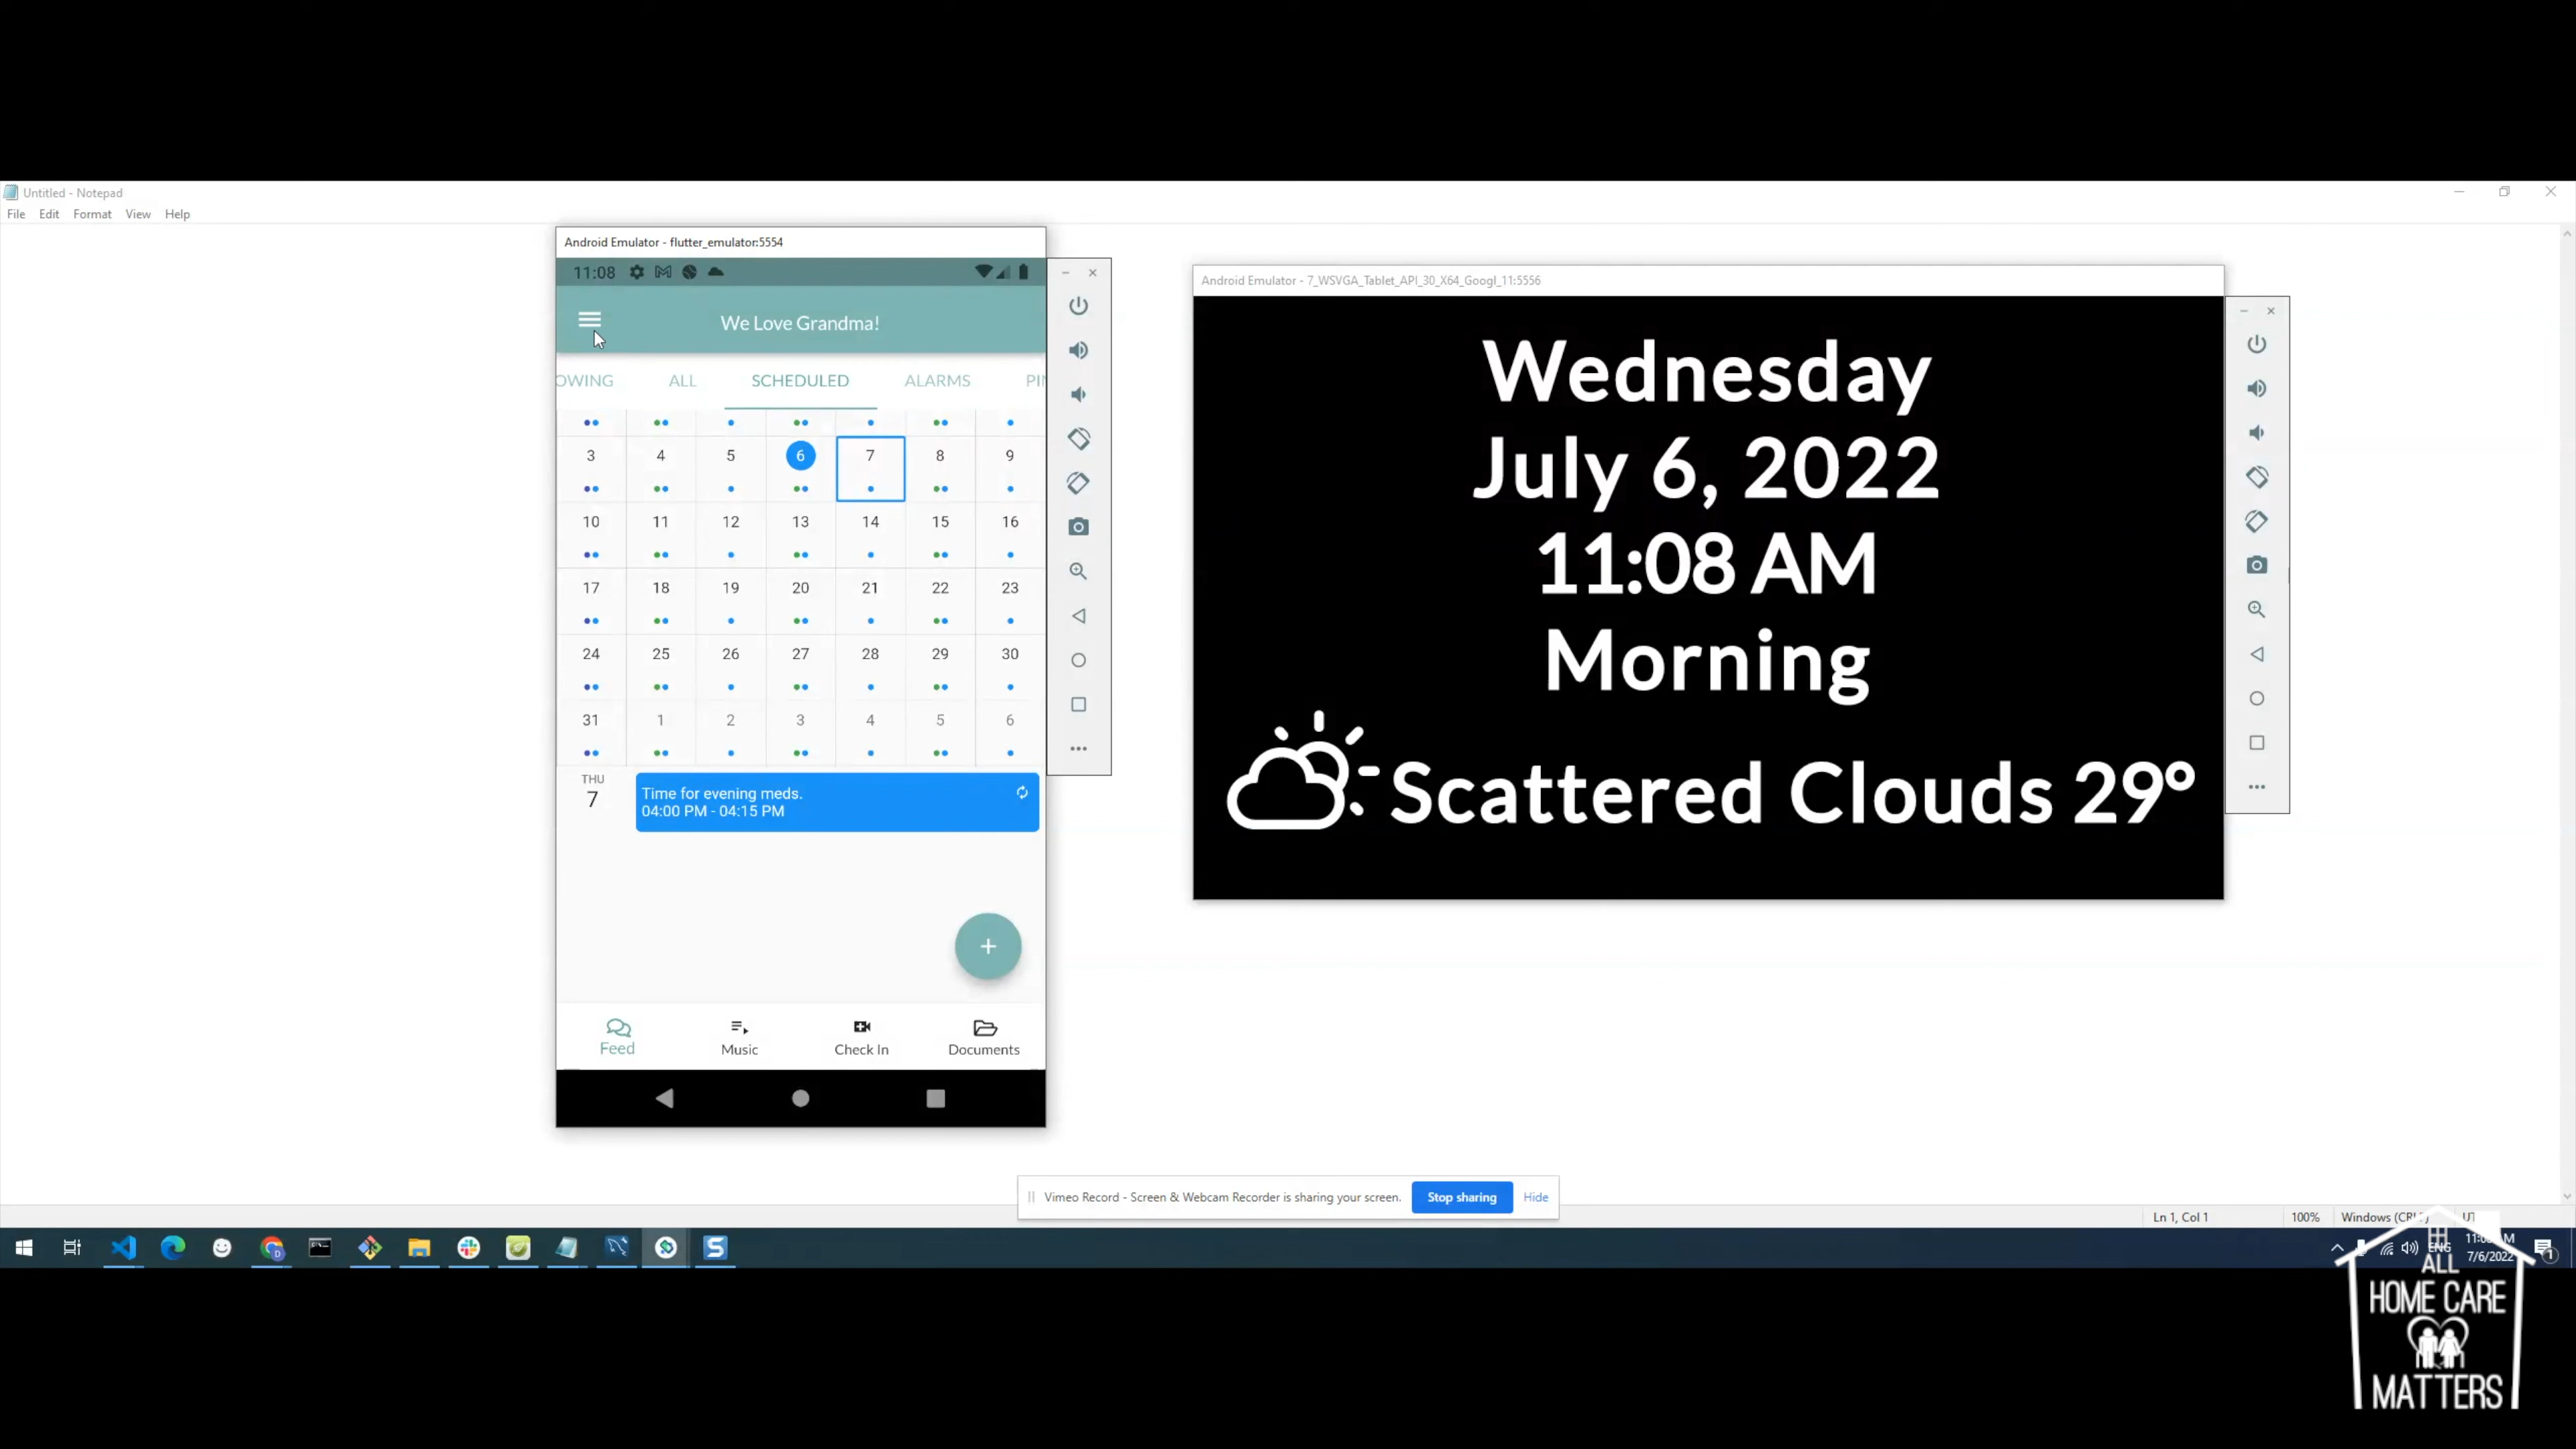 Untitled - Notepad
File Edit Format View Help
Android Emulator - flutter_emulator:5554
11:08
We Love Grandma!
OWING ALL SCHEDULED ALARMS PI
3 4 5 6 7 8 9
10 11 12 13 14 15 16
17 18 19 20 21 22 23
24 25 26 27 28 29 30
31 1 2 3 4 5 6
THU
7
Time for evening meds.
04:00 PM - 04:15 PM
+
Feed Music Check In Documents
Android Emulator - 7_WSVGA_Tablet_API_30_X64_Googl_11:5556
Wednesday
July 6, 2022
11:08 AM
Morning
Scattered Clouds 29°
Vimeo Record - Screen & Webcam Recorder is sharing your screen. Stop sharing Hide
Ln 1, Col 1 100% Windows
ENG
7/6/2022
ALL
HOME CARE
MATTERS